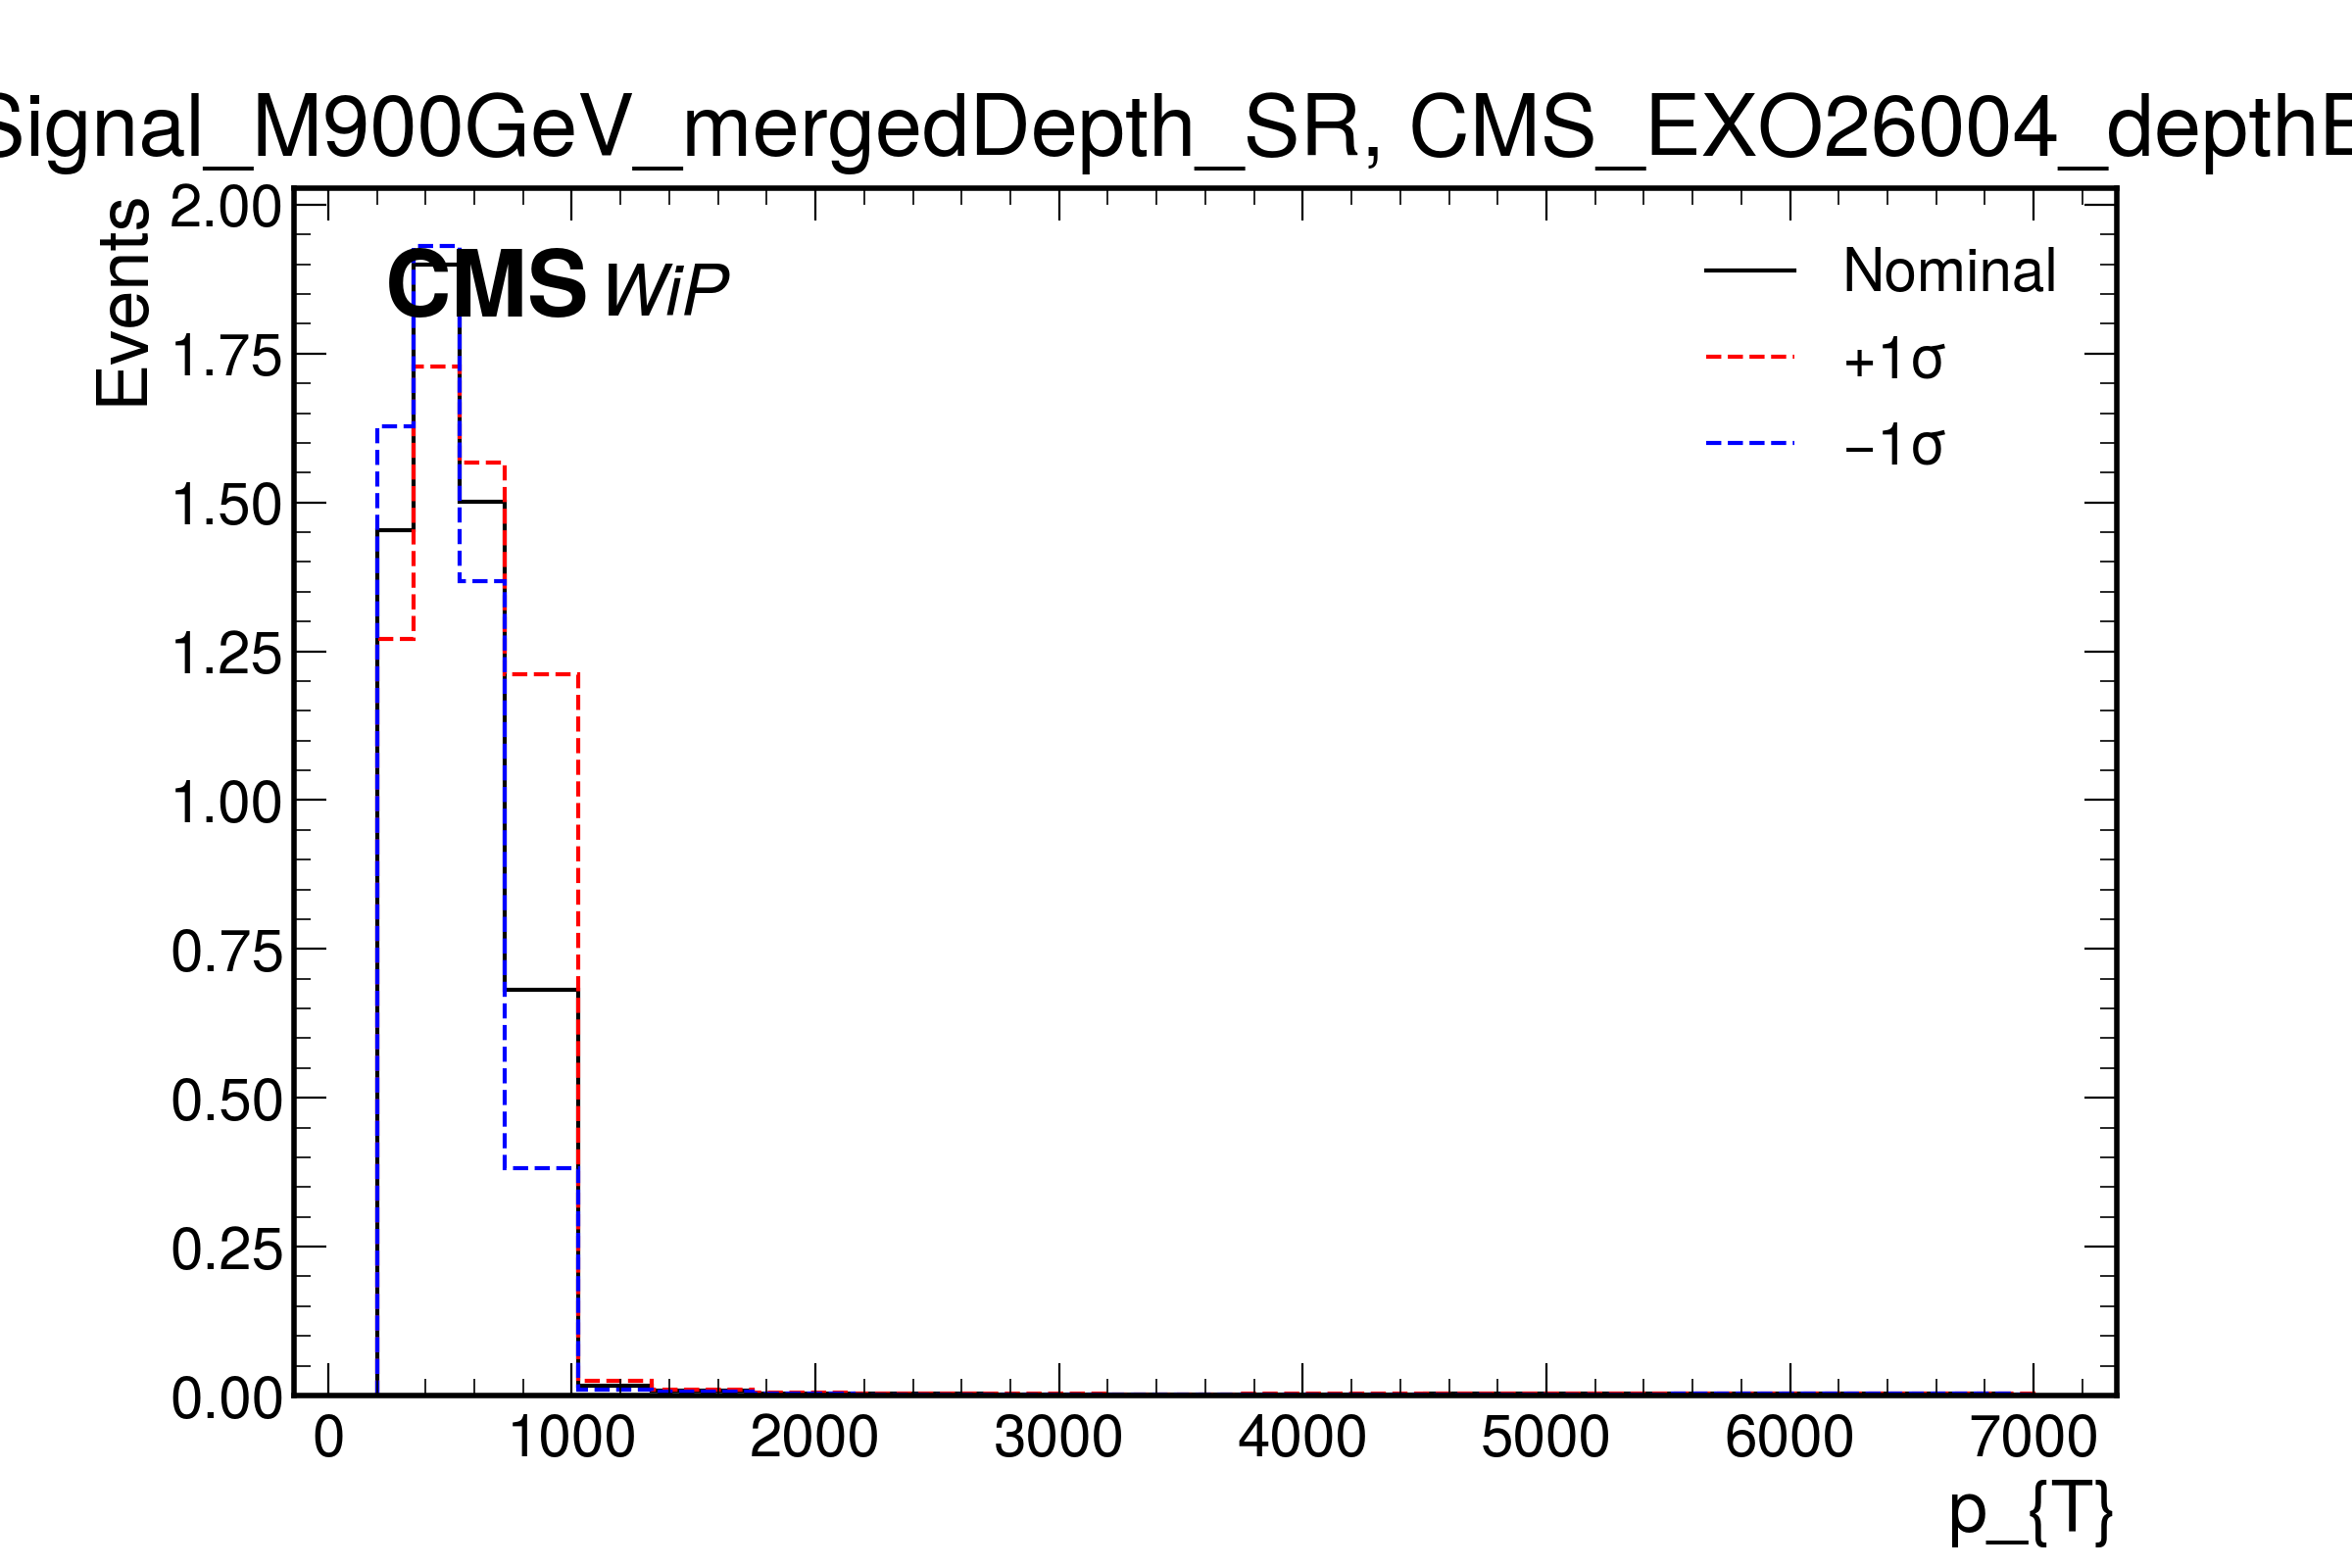 Signal_M900GeV_mergedDepth_SR, CMS_EXO26004_depthE
Events
CMS WiP
Nominal
+1σ
−1σ
2.00
1.75
1.50
1.25
1.00
0.75
0.50
0.25
0.00
0 1000 2000 3000 4000 5000 6000 7000
p_{T}